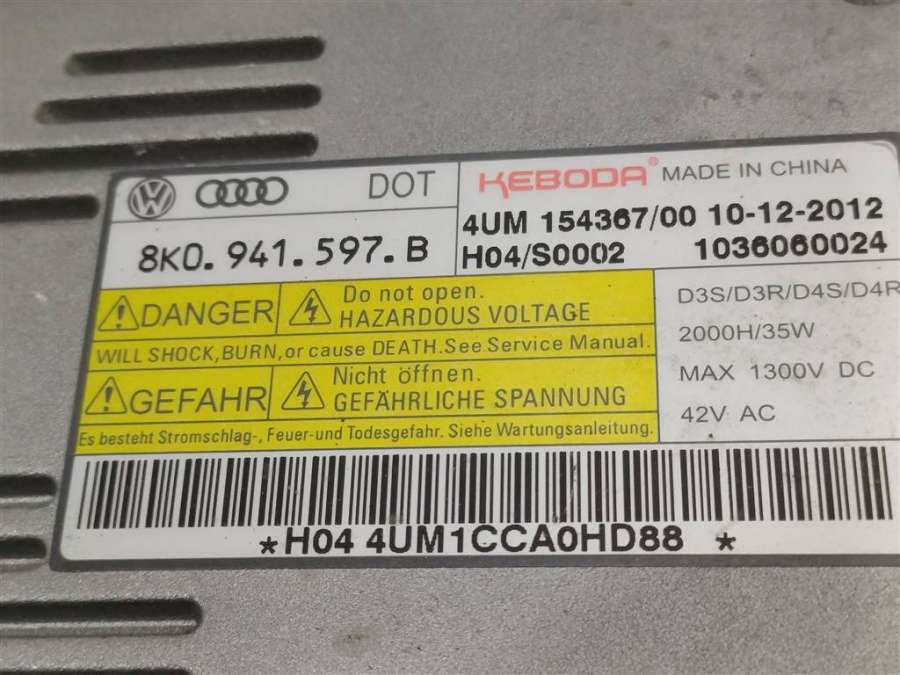 DOT
KEBODA® MADE IN CHINA
8K0.941.597.B
4UM 154367/00 10-12-2012
H04/S0002 1036060024
DANGER
Do not open.
HAZARDOUS VOLTAGE
WILL SHOCK,BURN,or cause DEATH.See Service Manual.
GEFAHR
Nicht öffnen.
GEFÄHRLICHE SPANNUNG
Es besteht Stromschlag-, Feuer-und Todesgefahr. Siehe Wartungsanleitung.
D3S/D3R/D4S/D4R
2000H/35W
MAX 1300V DC
42V AC
*H04 4UM1CCA0HD88 *